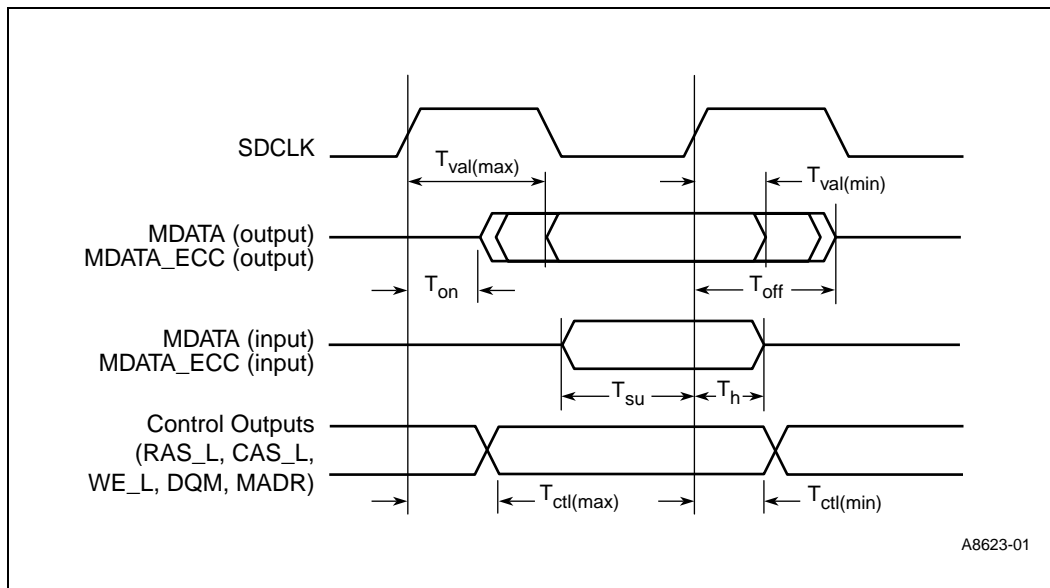 SDCLK
Tval(max)
Tval(min)
MDATA (output)
MDATA_ECC (output)
Ton
Toff
MDATA (input)
MDATA_ECC (input)
Tsu
Th
Control Outputs
(RAS_L, CAS_L,
WE_L, DQM, MADR)
Tctl(max)
Tctl(min)
A8623-01